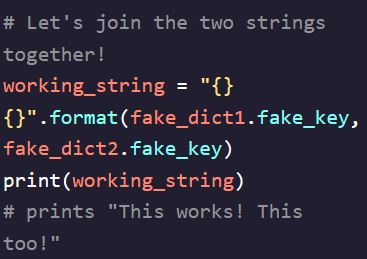 # Let's join the two strings
together!
working_string = "{}
{}".format(fake_dict1.fake_key,
fake_dict2.fake_key)
print(working_string)
# prints "This works! This
too!"